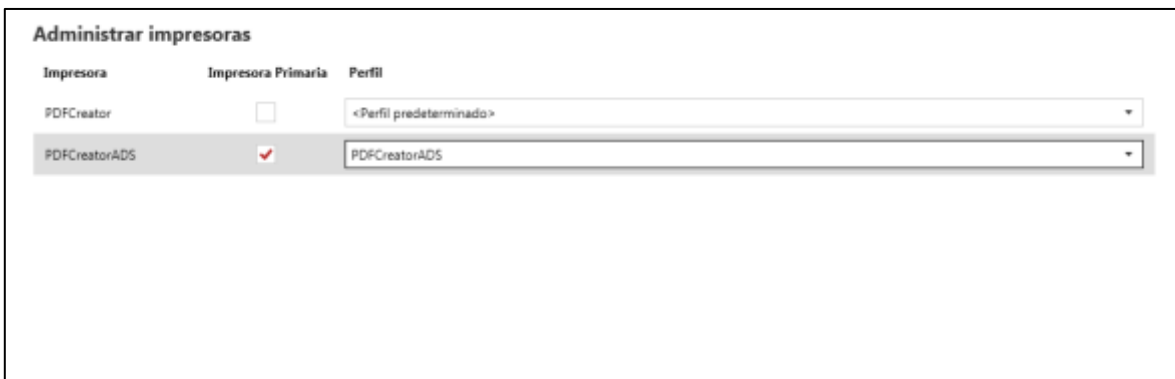 Administrar impresoras
Impresora Impresora Primaria Perfil
PDFCreator <Perfil predeterminado>
PDFCreatorADS PDFCreatorADS